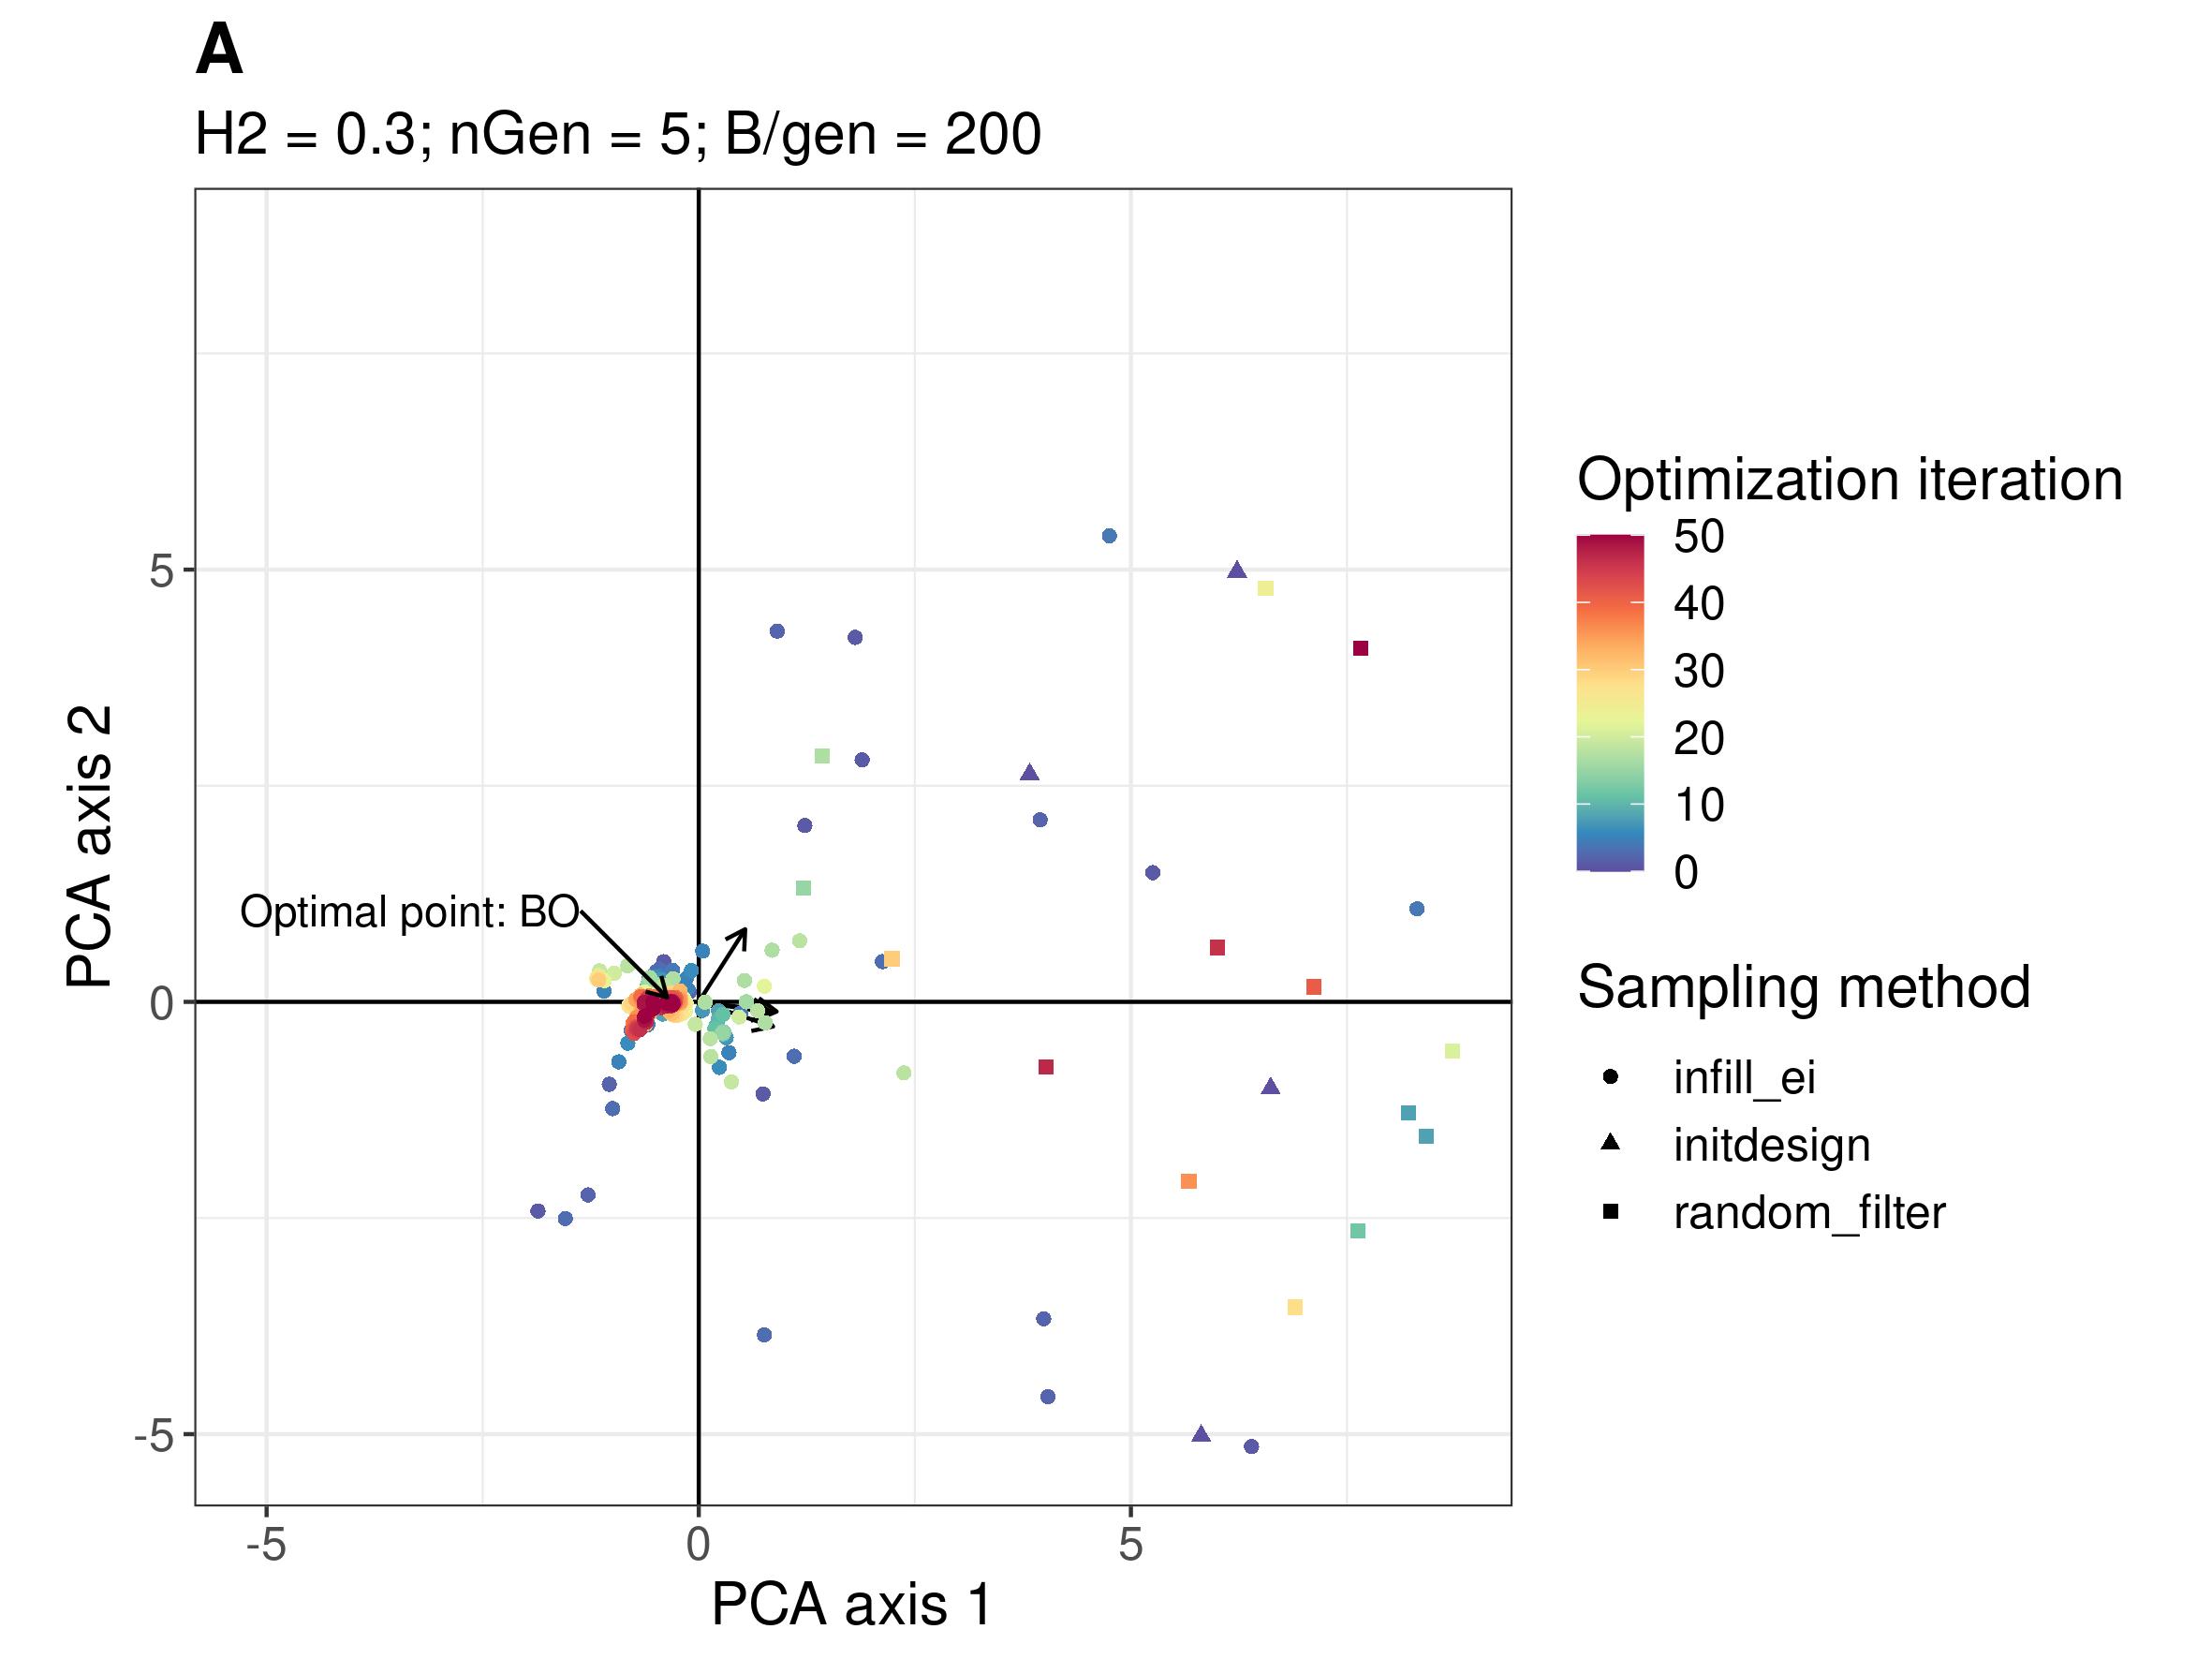 A
H2 = 0.3; nGen = 5; B/gen = 200
PCA axis 2
5
0
-5
Optimal point: BO
-5
0
5
PCA axis 1
Optimization iteration
50
40
30
20
10
0
Sampling method
infill_ei
initdesign
random_filter